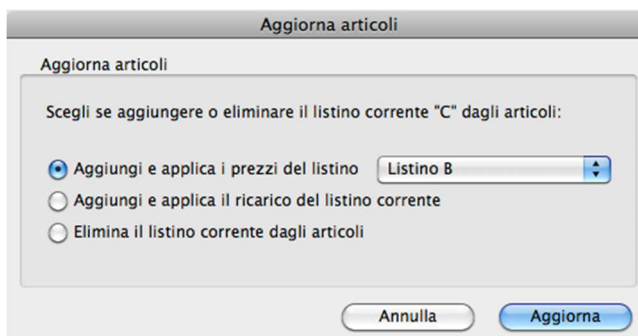 Aggiorna articoli
Aggiorna articoli
Scegli se aggiungere o eliminare il listino corrente "C" dagli articoli:
Aggiungi e applica i prezzi del listino Listino B
Aggiungi e applica il ricarico del listino corrente
Elimina il listino corrente dagli articoli
Annulla Aggiorna